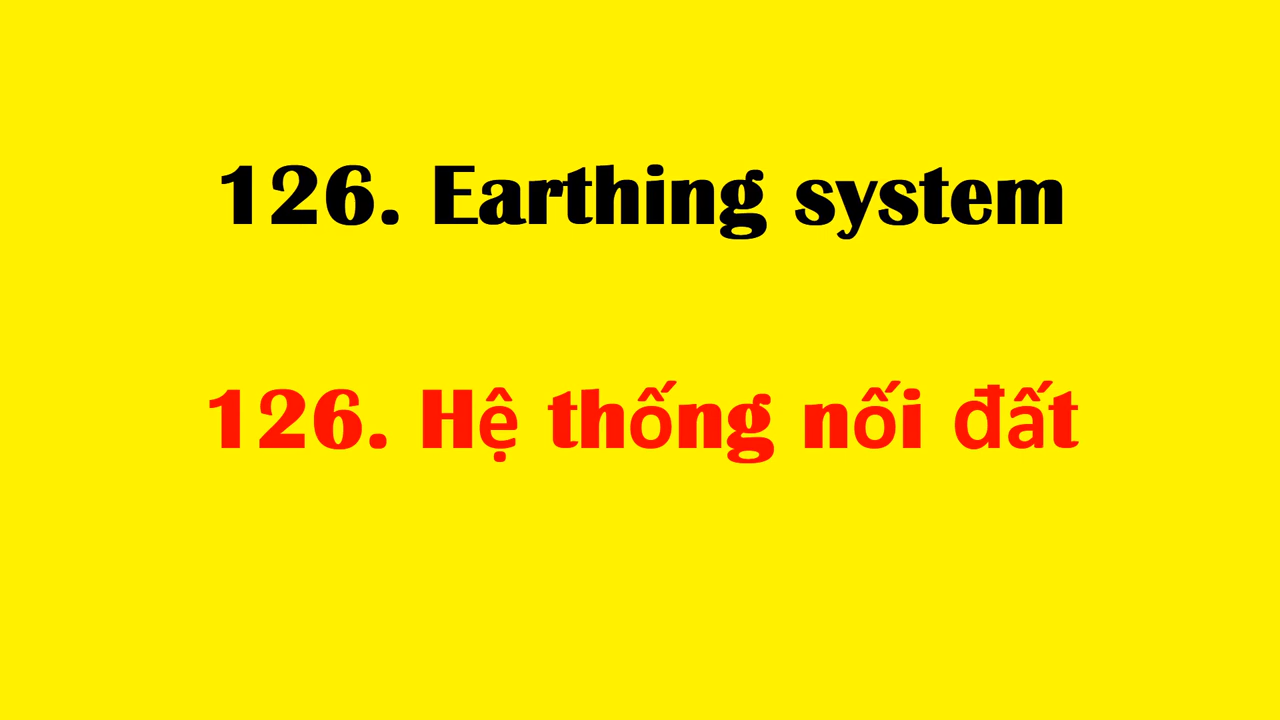 126. Earthing system
126. Hệ thống nối đất